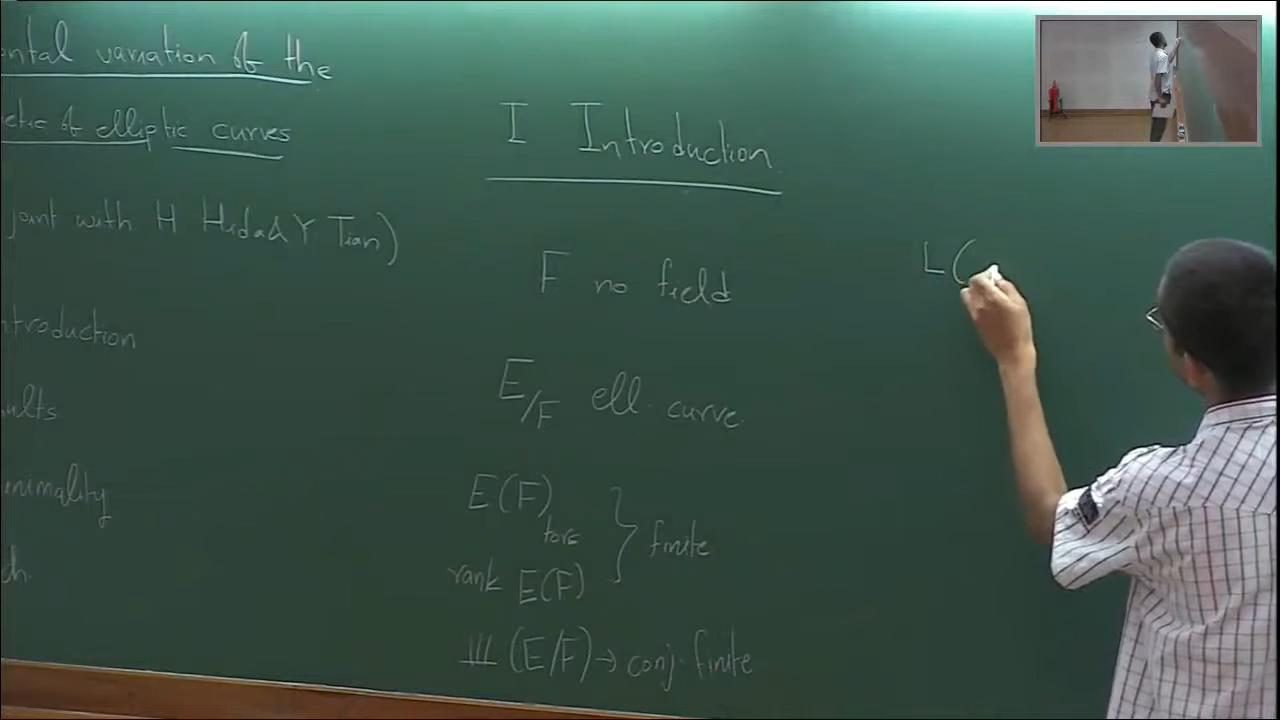 ontal variation of the
etic of elliptic curves
joint with H Hida & Y Tian)
ntroduction
ults
nimality
ch.
I Introduction
F no field
E/F ell. curve.
E(F)tors } finite
rank E(F)
Ш (E/F) → conj. finite
L (